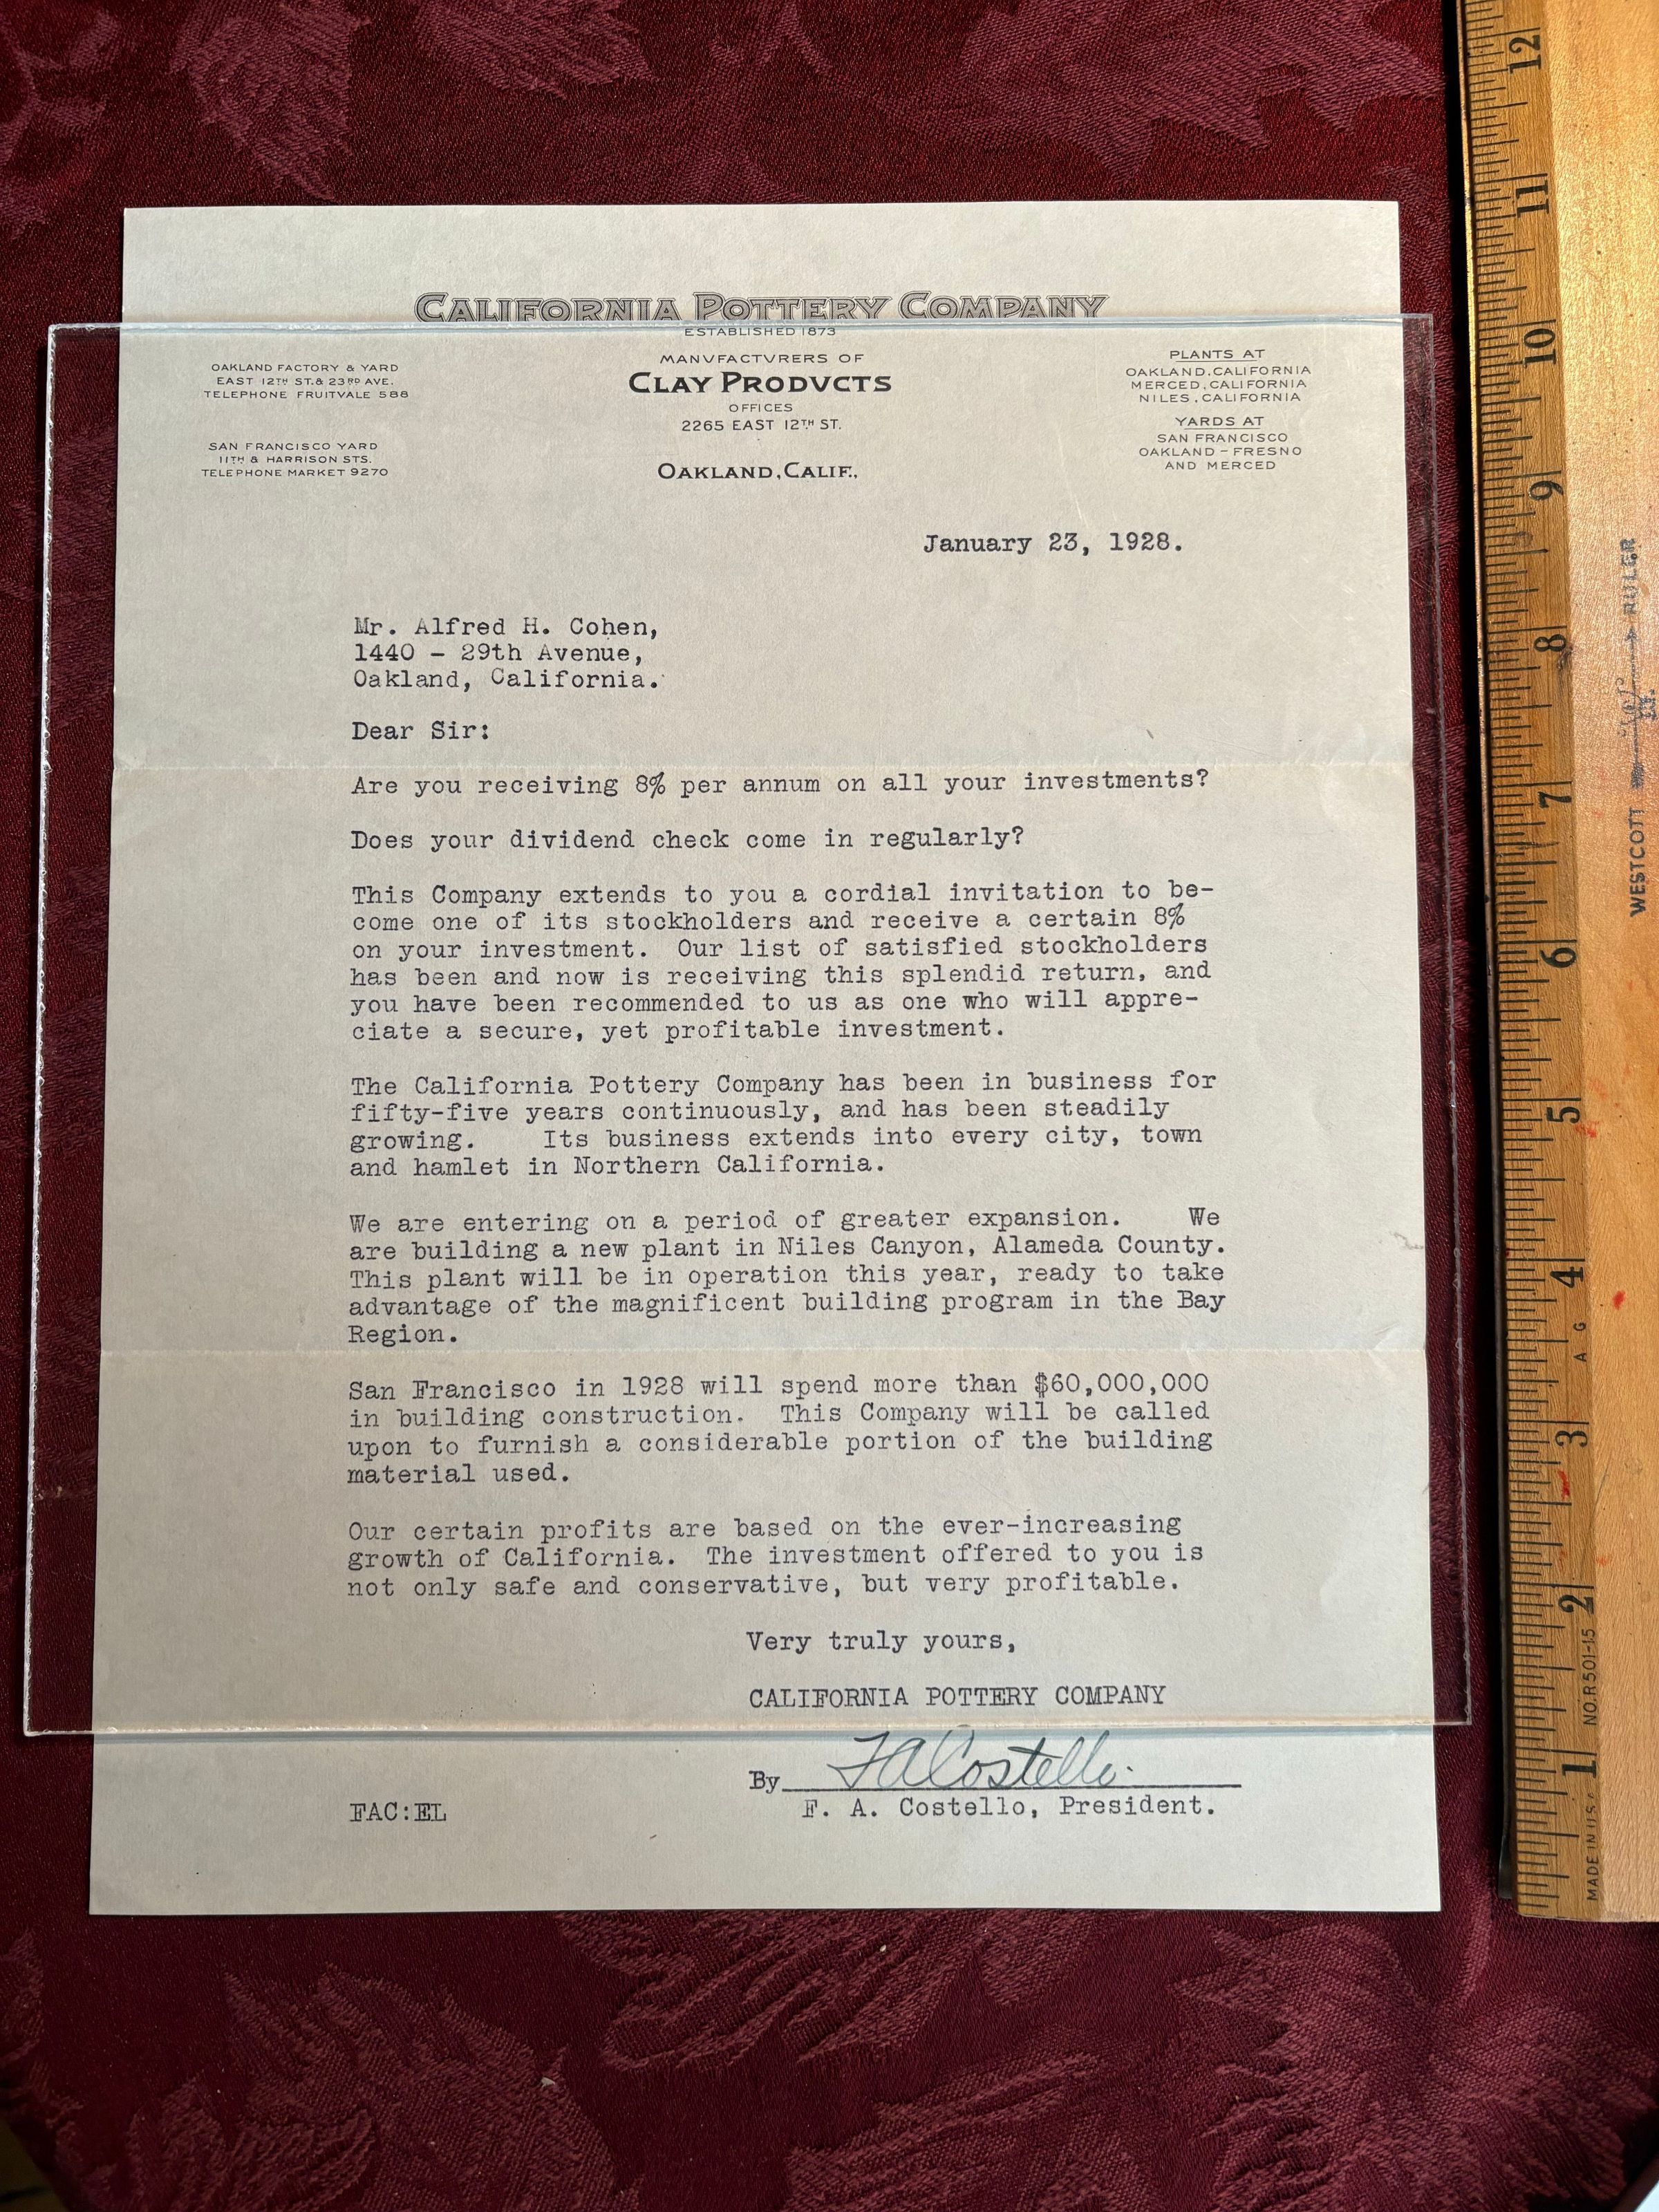 CALIFORNIA POTTERY COMPANY
ESTABLISHED 1873
MANVFACTVRERS OF
CLAY PRODVCTS
OFFICES
2265 EAST 12TH ST.
OAKLAND, CALIF.,
OAKLAND FACTORY & YARD
EAST 12TH ST. & 23RD AVE.
TELEPHONE FRUITVALE 588
SAN FRANCISCO YARD
11TH & HARRISON STS.
TELEPHONE MARKET 9270
PLANTS AT
OAKLAND, CALIFORNIA
MERCED, CALIFORNIA
NILES, CALIFORNIA
YARDS AT
SAN FRANCISCO
OAKLAND - FRESNO
AND MERCED
January 23, 1928.
Mr. Alfred H. Cohen,
1440 - 29th Avenue,
Oakland, California.
Dear Sir:
Are you receiving 8% per annum on all your investments?
Does your dividend check come in regularly?
This Company extends to you a cordial invitation to be-
come one of its stockholders and receive a certain 8%
on your investment. Our list of satisfied stockholders
has been and now is receiving this splendid return, and
you have been recommended to us as one who will appre-
ciate a secure, yet profitable investment.
The California Pottery Company has been in business for
fifty-five years continuously, and has been steadily
growing. Its business extends into every city, town
and hamlet in Northern California.
We are entering on a period of greater expansion. We
are building a new plant in Niles Canyon, Alameda County.
This plant will be in operation this year, ready to take
advantage of the magnificent building program in the Bay
Region.
San Francisco in 1928 will spend more than $60,000,000
in building construction. This Company will be called
upon to furnish a considerable portion of the building
material used.
Our certain profits are based on the ever-increasing
growth of California. The investment offered to you is
not only safe and conservative, but very profitable.
Very truly yours,
CALIFORNIA POTTERY COMPANY
By F A Costello.
F. A. Costello, President.
FAC:EL
12
11
10
9
8
7
6
5
4
3
2
1
WESTCOTT RULER
A G
NO. R501-15
MADE IN U.S.A.